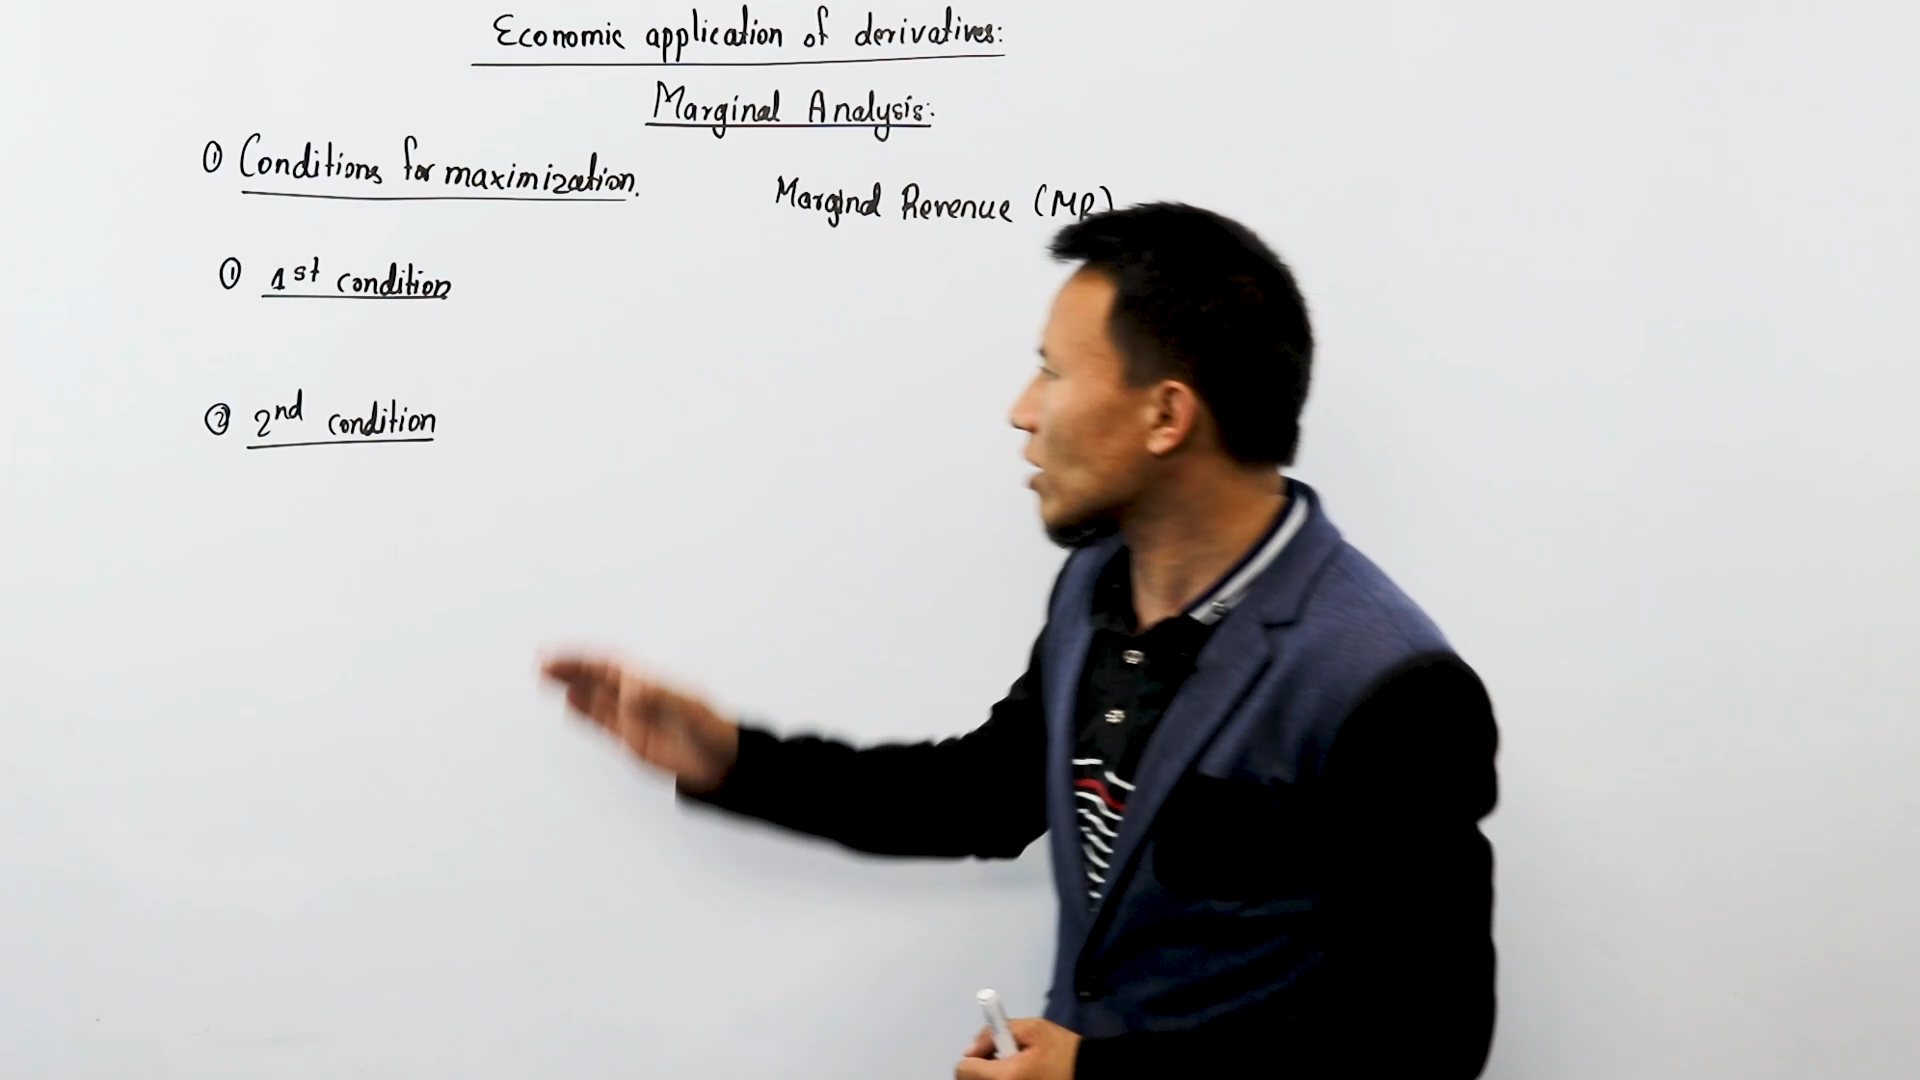 Economic application of derivatives:
Marginal Analysis:
① Conditions for maximization.
Marginal Revenue (MR)
① 1st condition
② 2nd condition